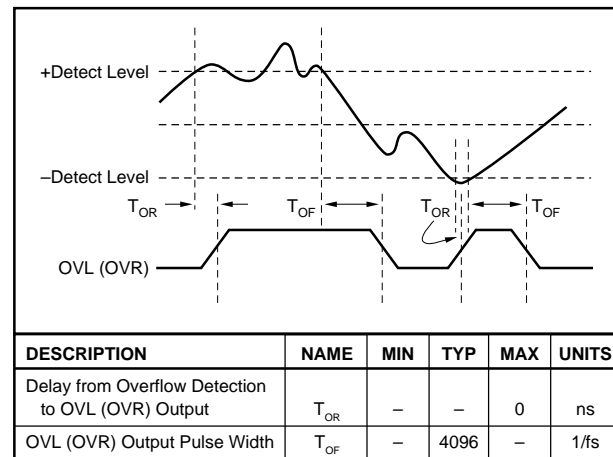 +Detect Level
–Detect Level
T_OR T_OF T_OR T_OF
OVL (OVR)
DESCRIPTION NAME MIN TYP MAX UNITS
Delay from Overflow Detection
to OVL (OVR) Output T_OR – – 0 ns
OVL (OVR) Output Pulse Width T_OF – 4096 – 1/fs